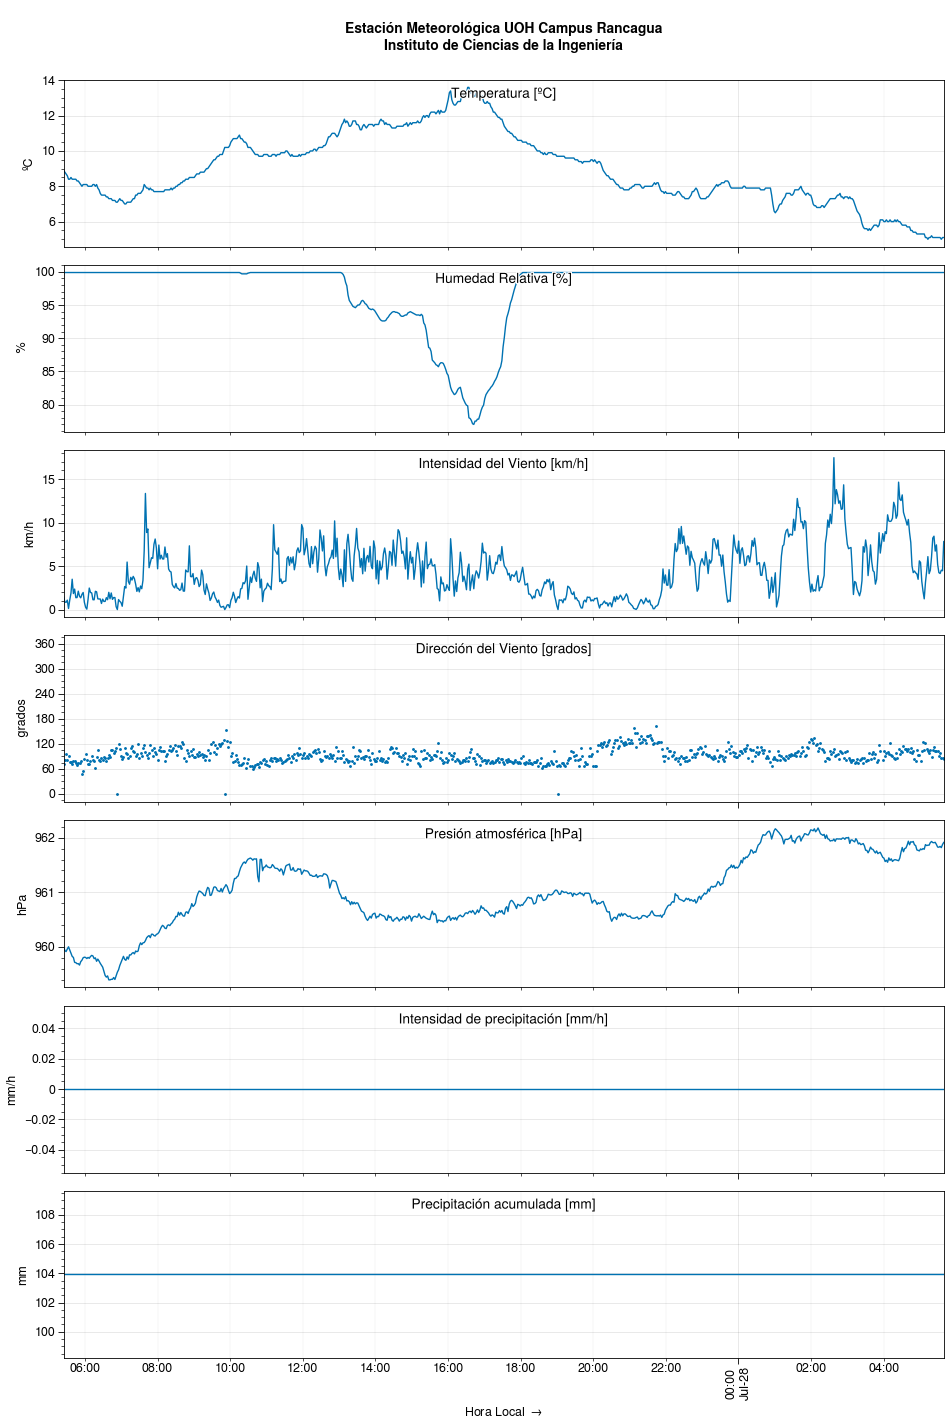 Estación Meteorológica UOH Campus Rancagua
Instituto de Ciencias de la Ingeniería
Temperatura [ºC]
ºC
14
12
10
8
6
Humedad Relativa [%]
%
100
95
90
85
80
Intensidad del Viento [km/h]
km/h
15
10
5
0
Dirección del Viento [grados]
grados
360
300
240
180
120
60
0
Presión atmosférica [hPa]
hPa
962
961
960
Intensidad de precipitación [mm/h]
mm/h
0.04
0.02
0
−0.02
−0.04
Precipitación acumulada [mm]
mm
108
106
104
102
100
06:00 08:00 10:00 12:00 14:00 16:00 18:00 20:00 22:00 00:00 02:00 04:00
Jul-28
Hora Local →